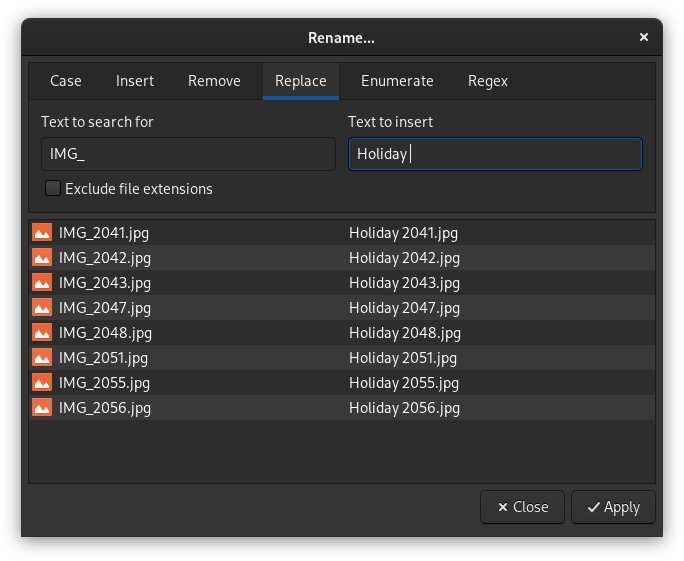 Rename...
Case Insert Remove Replace Enumerate Regex
Text to search for Text to insert
IMG_ Holiday
Exclude file extensions
IMG_2041.jpg Holiday 2041.jpg
IMG_2042.jpg Holiday 2042.jpg
IMG_2043.jpg Holiday 2043.jpg
IMG_2047.jpg Holiday 2047.jpg
IMG_2048.jpg Holiday 2048.jpg
IMG_2051.jpg Holiday 2051.jpg
IMG_2055.jpg Holiday 2055.jpg
IMG_2056.jpg Holiday 2056.jpg
Close Apply